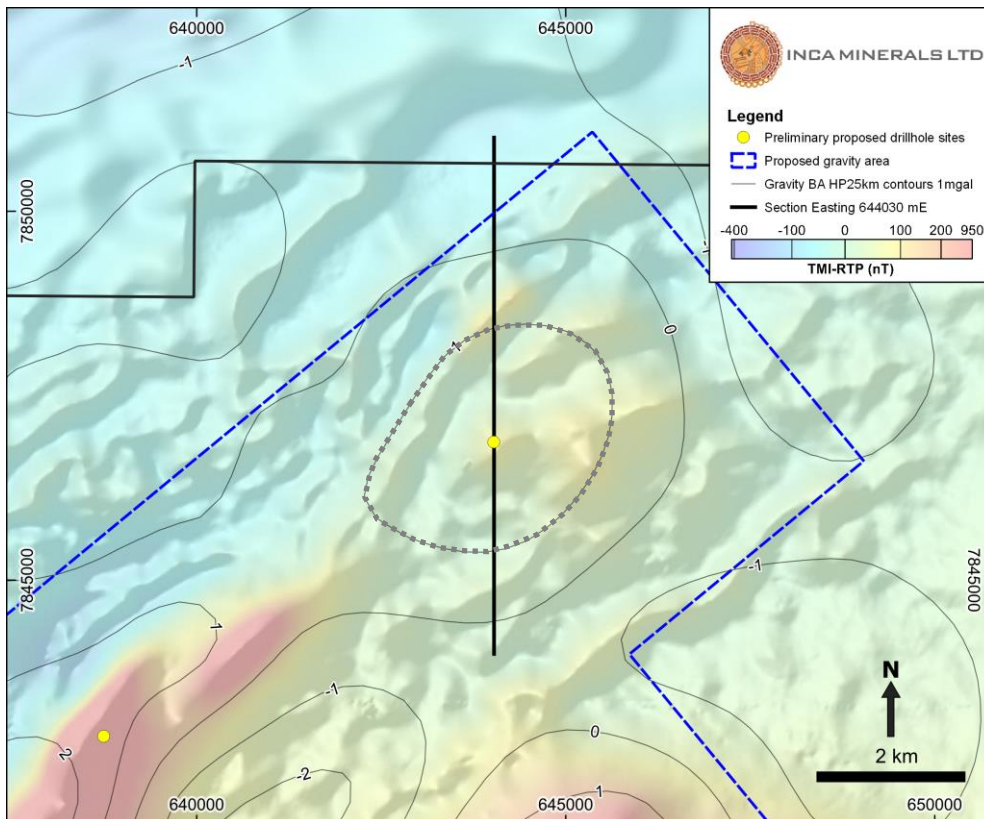 640000
645000
INCA MINERALS LTD
Legend
Preliminary proposed drillhole sites
Proposed gravity area
Gravity BA HP25km contours 1mgal
Section Easting 644030 mE
-400 -100 0 100 200 950
TMI-RTP (nT)
-1
7850000
-1
0
1
7845000
7845000
-1
1
-1
2
-2
0
1
N
2 km
640000
645000
650000